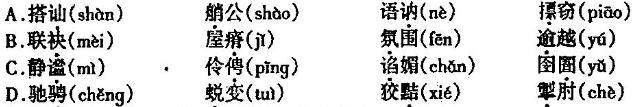 A.搭讪(shàn) 艄公(shào) 语讷(nè) 摽窃(piāo)
B.联袂(mèi) 屋瘠(jī) 氛围(fēn) 逾越(yú)
C.静谧(mì) 伶俜(pīng) 谄媚(chǎn) 囹圄(yǔ)
D.驰骋(chěng) 蜕变(tuì) 狡黠(xié) 掣肘(chè)